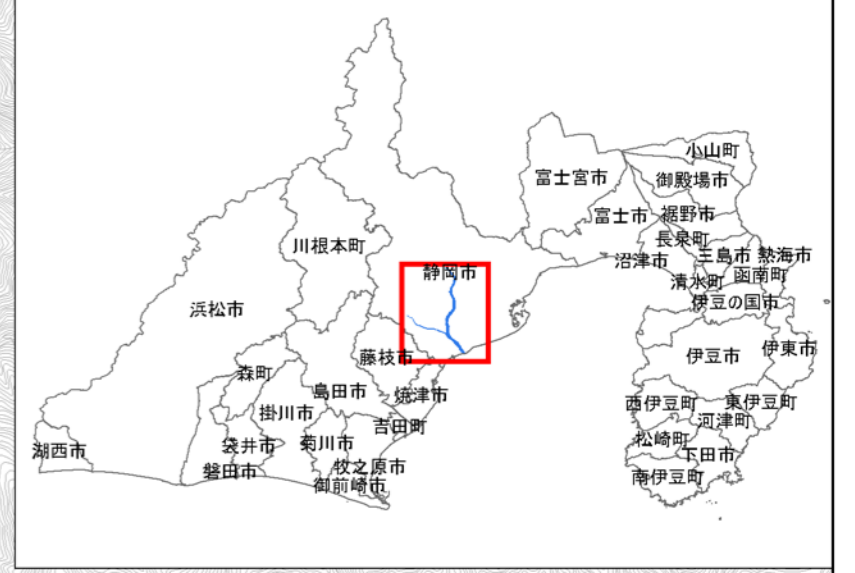 小山町
富士宮市
御殿場市
富士市
裾野市
長泉町
川根本町
三島市
熱海市
沼津市
静岡市
清水町
函南町
伊豆の国市
浜松市
伊東市
伊豆市
藤枝市
森町
島田市
焼津市
西伊豆町
東伊豆町
掛川市
河津町
吉田町
松崎町
袋井市
菊川市
湖西市
下田市
牧之原市
磐田市
南伊豆町
御前崎市